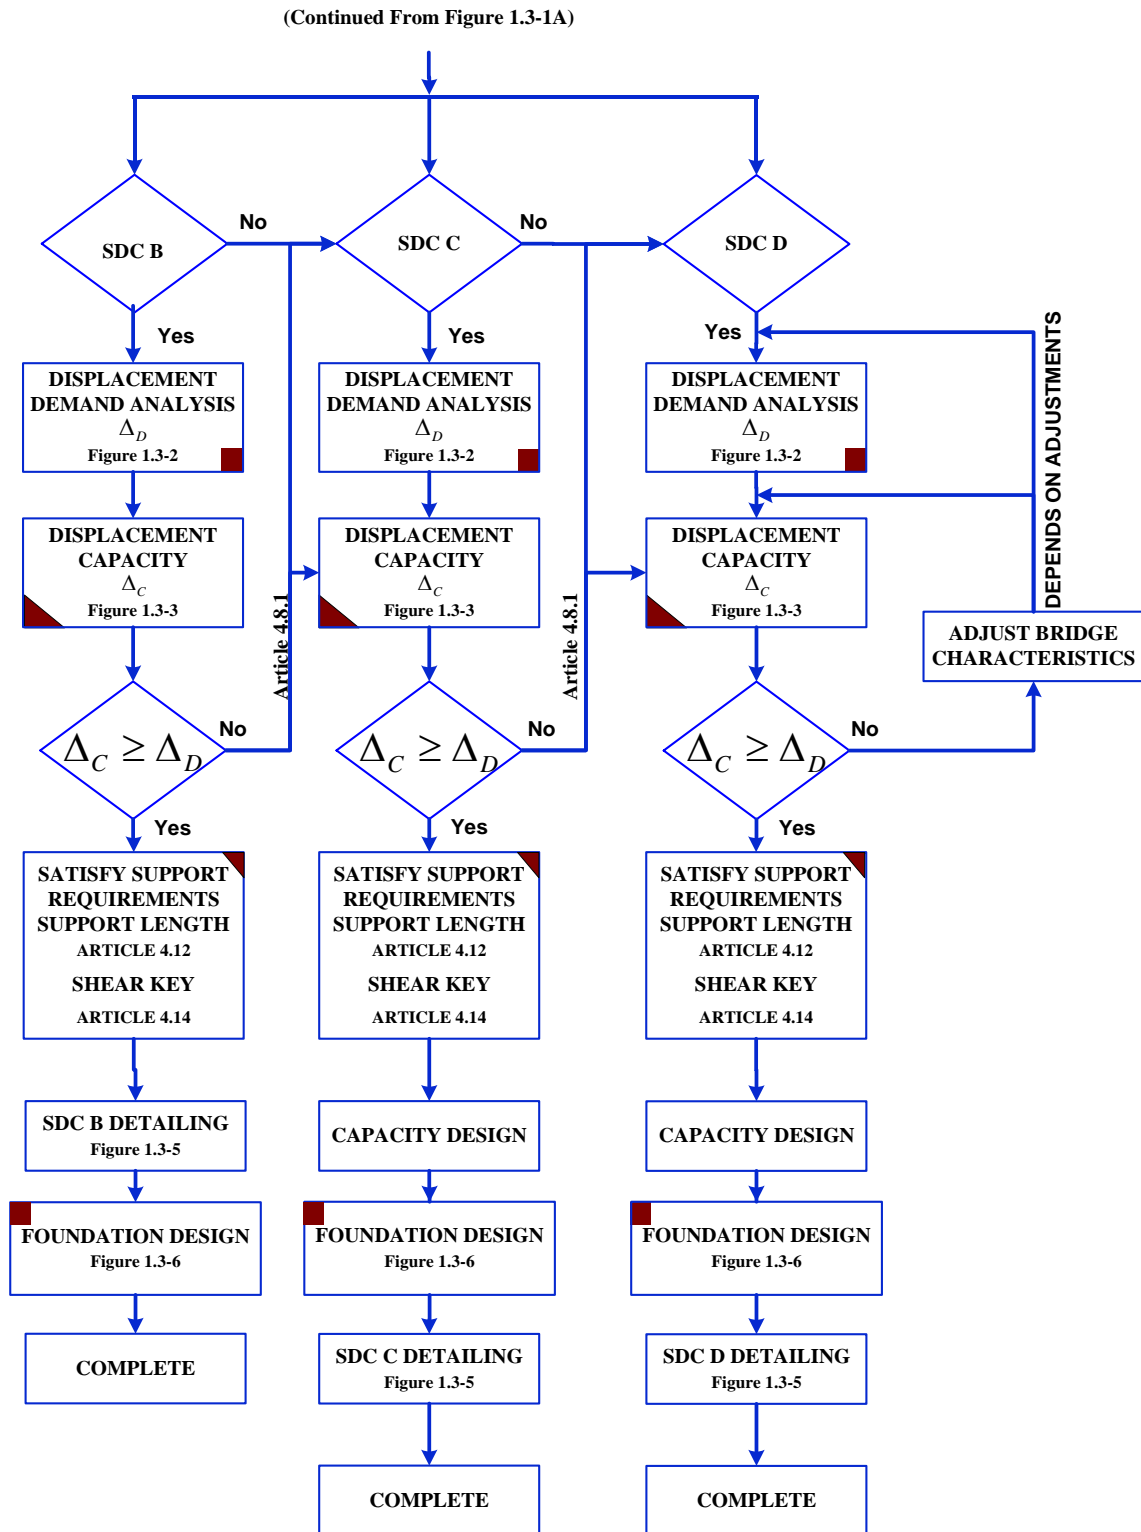 (Continued From Figure 1.3-1A)
SDC B
No
SDC C
No
SDC D
Yes
Yes
Yes
DISPLACEMENT
DEMAND ANALYSIS
Δ_D
Figure 1.3-2
DISPLACEMENT
DEMAND ANALYSIS
Δ_D
Figure 1.3-2
DISPLACEMENT
DEMAND ANALYSIS
Δ_D
Figure 1.3-2
DEPENDS ON ADJUSTMENTS
DISPLACEMENT
CAPACITY
Δ_C
Figure 1.3-3
Article 4.8.1
DISPLACEMENT
CAPACITY
Δ_C
Figure 1.3-3
Article 4.8.1
DISPLACEMENT
CAPACITY
Δ_C
Figure 1.3-3
ADJUST BRIDGE
CHARACTERISTICS
Δ_C ≥ Δ_D
No
Δ_C ≥ Δ_D
No
Δ_C ≥ Δ_D
No
Yes
Yes
Yes
SATISFY SUPPORT
REQUIREMENTS
SUPPORT LENGTH
ARTICLE 4.12
SHEAR KEY
ARTICLE 4.14
SATISFY SUPPORT
REQUIREMENTS
SUPPORT LENGTH
ARTICLE 4.12
SHEAR KEY
ARTICLE 4.14
SATISFY SUPPORT
REQUIREMENTS
SUPPORT LENGTH
ARTICLE 4.12
SHEAR KEY
ARTICLE 4.14
SDC B DETAILING
Figure 1.3-5
CAPACITY DESIGN
CAPACITY DESIGN
FOUNDATION DESIGN
Figure 1.3-6
FOUNDATION DESIGN
Figure 1.3-6
FOUNDATION DESIGN
Figure 1.3-6
COMPLETE
SDC C DETAILING
Figure 1.3-5
SDC D DETAILING
Figure 1.3-5
COMPLETE
COMPLETE